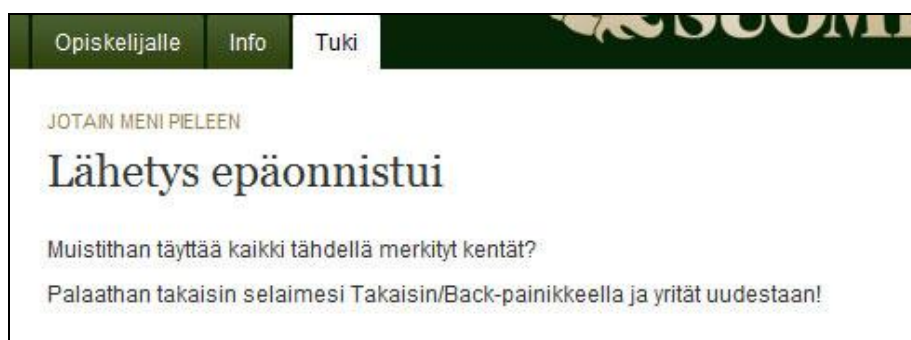 Opiskelijalle Info Tuki
JOTAIN MENI PIELEEN
Lähetys epäonnistui
Muistithan täyttää kaikki tähdellä merkityt kentät?
Palaathan takaisin selaimesi Takaisin/Back-painikkeella ja yrität uudestaan!